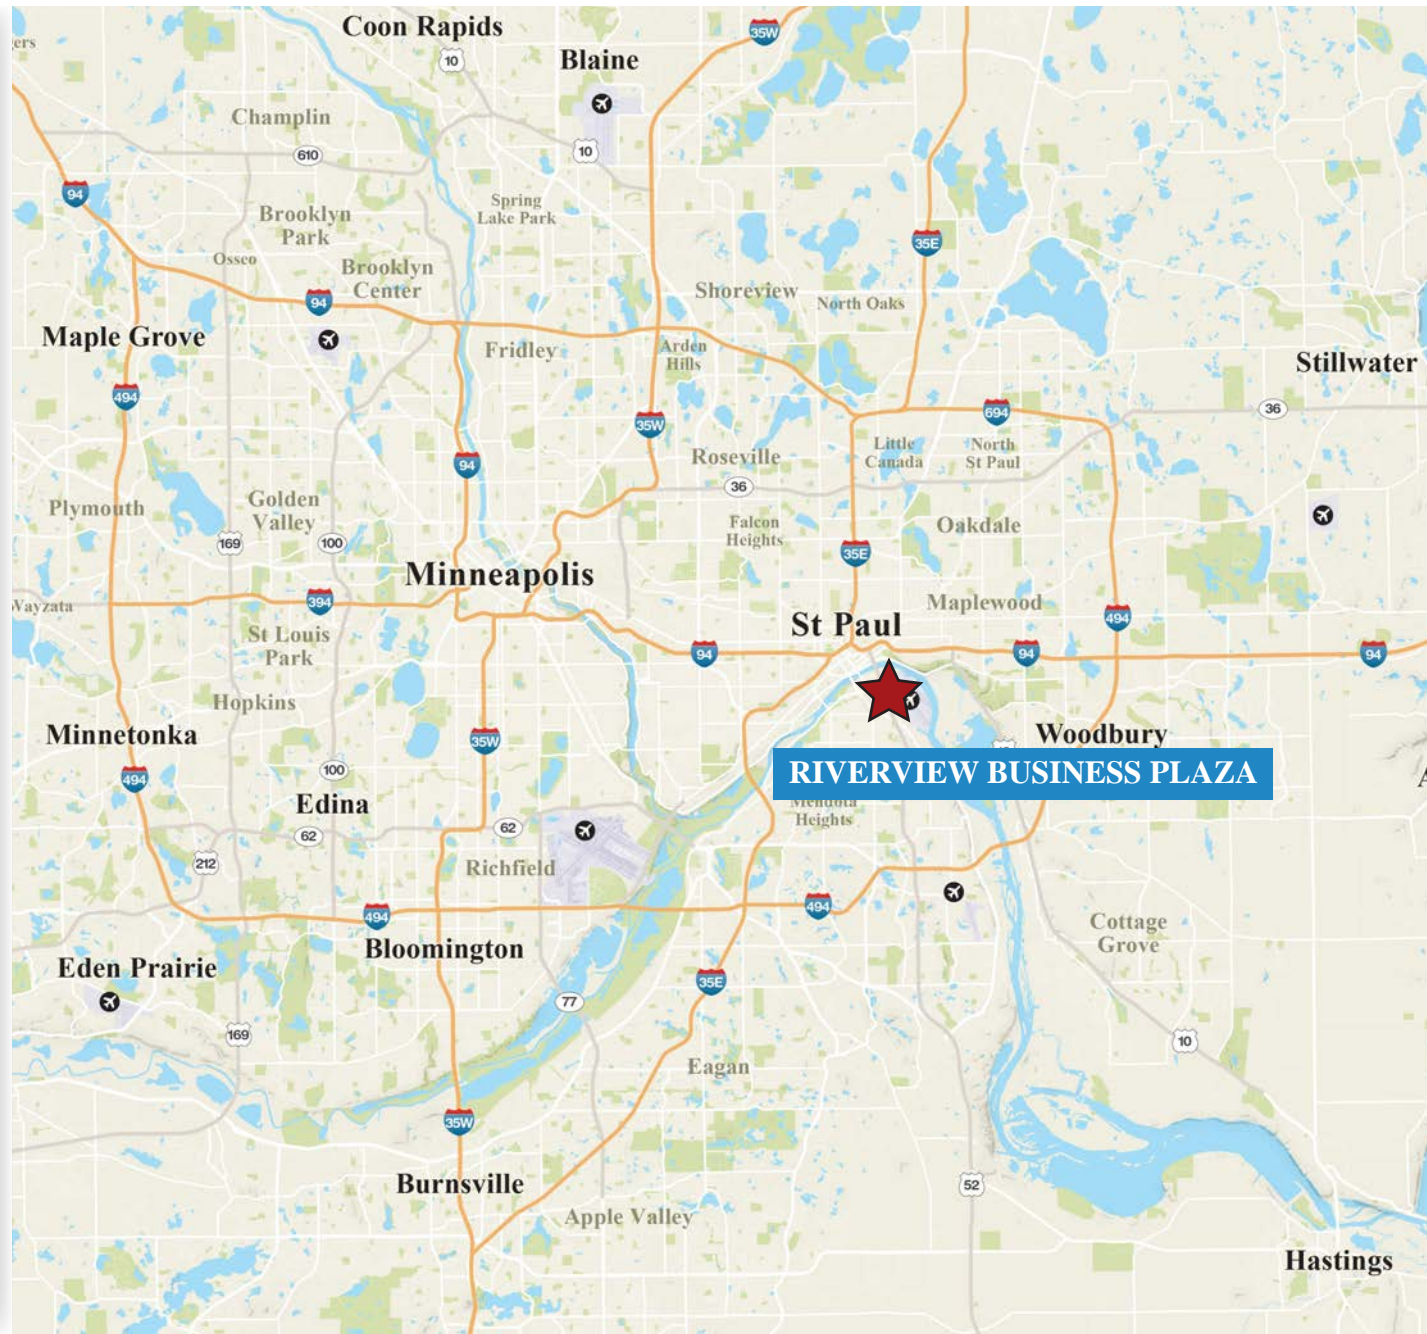 Coon Rapids
35W
Blaine
10
Champlin
610
10
94
Spring
Lake Park
Brooklyn
Park
Osseo
Brooklyn
Center
35E
Shoreview
North Oaks
94
Maple Grove
Fridley
Arden
Hills
Stillwater
494
694
36
35W
Little
Canada
North
St Paul
Roseville
94
36
Plymouth
Golden
Valley
Falcon
Heights
Oakdale
169
100
35E
Minneapolis
Wayzata
394
Maplewood
494
St Paul
St Louis
Park
94
94
94
Hopkins
Minnetonka
35W
Woodbury
494
100
RIVERVIEW BUSINESS PLAZA
Edina
Mendota
Heights
62
62
212
Richfield
494
494
Cottage
Grove
Bloomington
Eden Prairie
35E
77
169
10
Eagan
35W
Burnsville
52
Apple Valley
Hastings